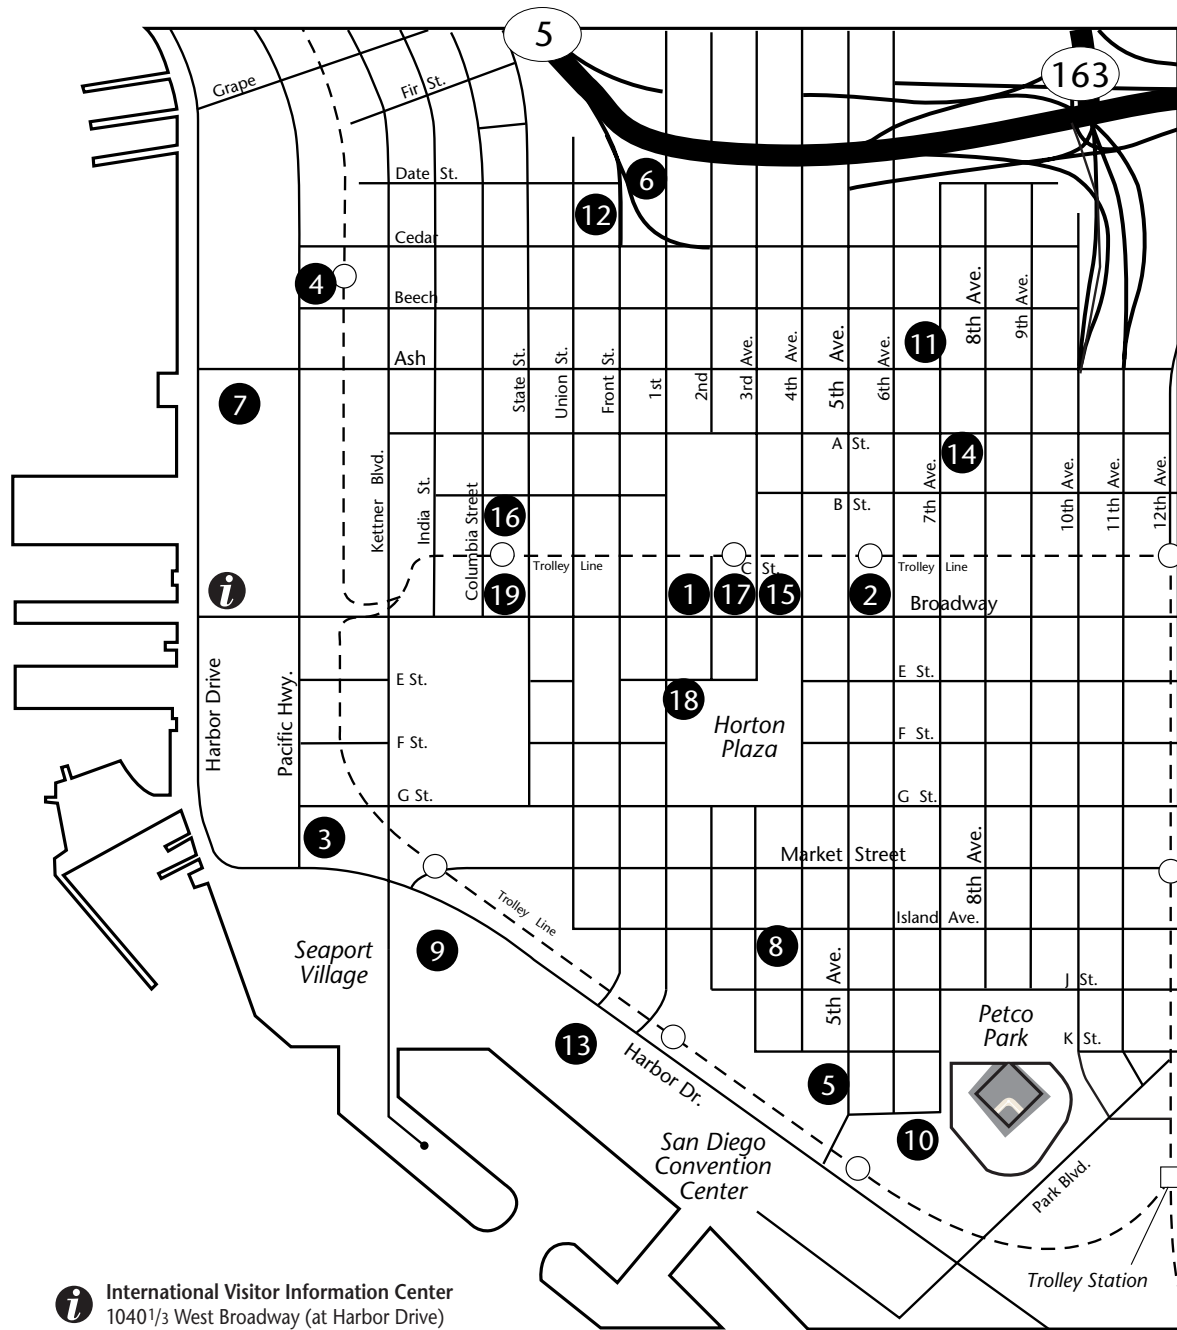 5
163
Grape
Fir St.
Date St.
6
12
Cedar
4
Beech
8th Ave.
9th Ave.
11
Ash
State St.
Union St.
Front St.
1st
2nd
3rd Ave.
4th Ave.
5th Ave.
6th Ave.
7
A St.
14
Kettner Blvd.
India St.
Columbia Street
16
B St.
7th Ave.
10th Ave.
11th Ave.
12th Ave.
Trolley Line
C St.
Trolley Line
i
19
1
17
15
2
Broadway
Harbor Drive
Pacific Hwy.
E St.
E St.
18
Horton
Plaza
F St.
F St.
G St.
G St.
3
Market Street
8th Ave.
Trolley Line
Island Ave.
Seaport
Village
9
8
5th Ave.
J St.
Petco
Park
K St.
13
Harbor Dr.
5
10
San Diego
Convention
Center
Park Blvd.
Trolley Station
i International Visitor Information Center
10401/3 West Broadway (at Harbor Drive)